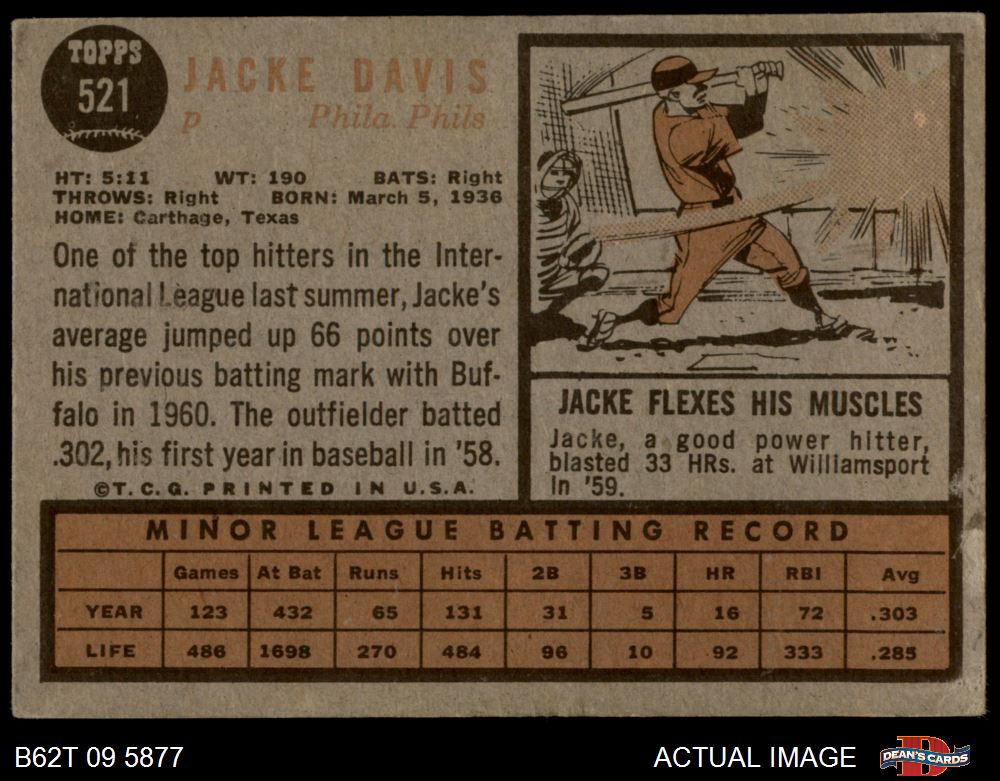 TOPPS
521
JACKE DAVIS
P Phila. Phils
HT: 5:11 WT: 190 BATS: Right
THROWS: Right BORN: March 5, 1936
HOME: Carthage, Texas
One of the top hitters in the Inter-
national League last summer, Jacke's
average jumped up 66 points over
his previous batting mark with Buf-
falo in 1960. The outfielder batted
.302, his first year in baseball in '58.
©T.C.G. PRINTED IN U.S.A.
JACKE FLEXES HIS MUSCLES
Jacke, a good power hitter,
blasted 33 HRs. at Williamsport
in '59.
MINOR LEAGUE BATTING RECORD
Games At Bat Runs Hits 2B 3B HR RBI Avg
YEAR 123 432 65 131 31 5 16 72 .303
LIFE 486 1698 270 484 96 10 92 333 .285
B62T 09 5877 ACTUAL IMAGE DEAN'S CARDS